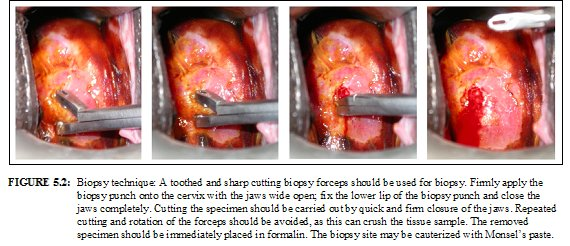 FIGURE 5.2: Biopsy technique: A toothed and sharp cutting biopsy forceps should be used for biopsy. Firmly apply the
biopsy punch onto the cervix with the jaws wide open; fix the lower lip of the biopsy punch and close the
jaws completely. Cutting the specimen should be carried out by quick and firm closure of the jaws. Repeated
cutting and rotation of the forceps should be avoided, as this can crush the tissue sample. The removed
specimen should be immediately placed in formalin. The biopsy site may be cauterized with Monsel's paste.